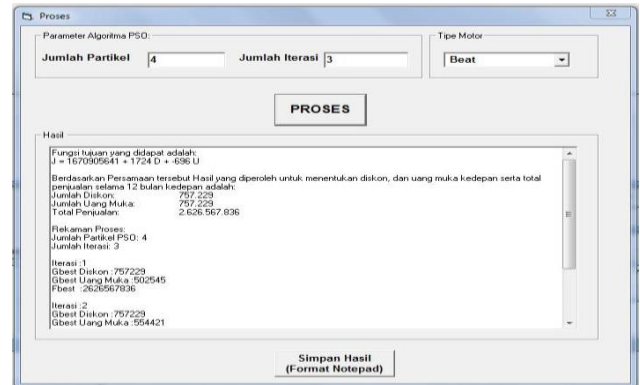 Proses
Parameter Algoritma PSO:
Tipe Motor
Jumlah Partikel 4 Jumlah Iterasi 3
Beat
PROSES
Hasil
Fungsi tujuan yang didapat adalah:
J = 1670905641 + 1724 D + -696 U
Berdasarkan Persamaan tersebut Hasil yang diperoleh untuk menentukan diskon, dan uang muka kedepan serta total
penjualan selama 12 bulan kedepan adalah:
Jumlah Diskon: 757.229
Jumlah Uang Muka: 757.229
Total Penjualan: 2.626.567.836
Rekaman Proses:
Jumlah Partikel PSO: 4
Jumlah Iterasi: 3
Iterasi :1
Gbest Diskon :757229
Gbest Uang Muka :502545
Fbest :2626567836
Iterasi :2
Gbest Diskon :757229
Gbest Uang Muka :554421
Simpan Hasil
(Format Notepad)